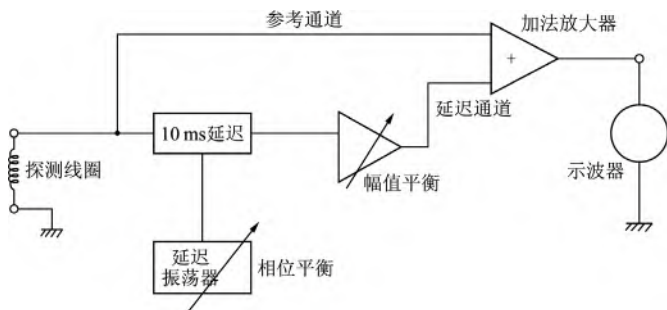 参考通道
加法放大器
+
延迟通道
10 ms延迟
探测线圈
幅值平衡
示波器
延迟
振荡器
相位平衡